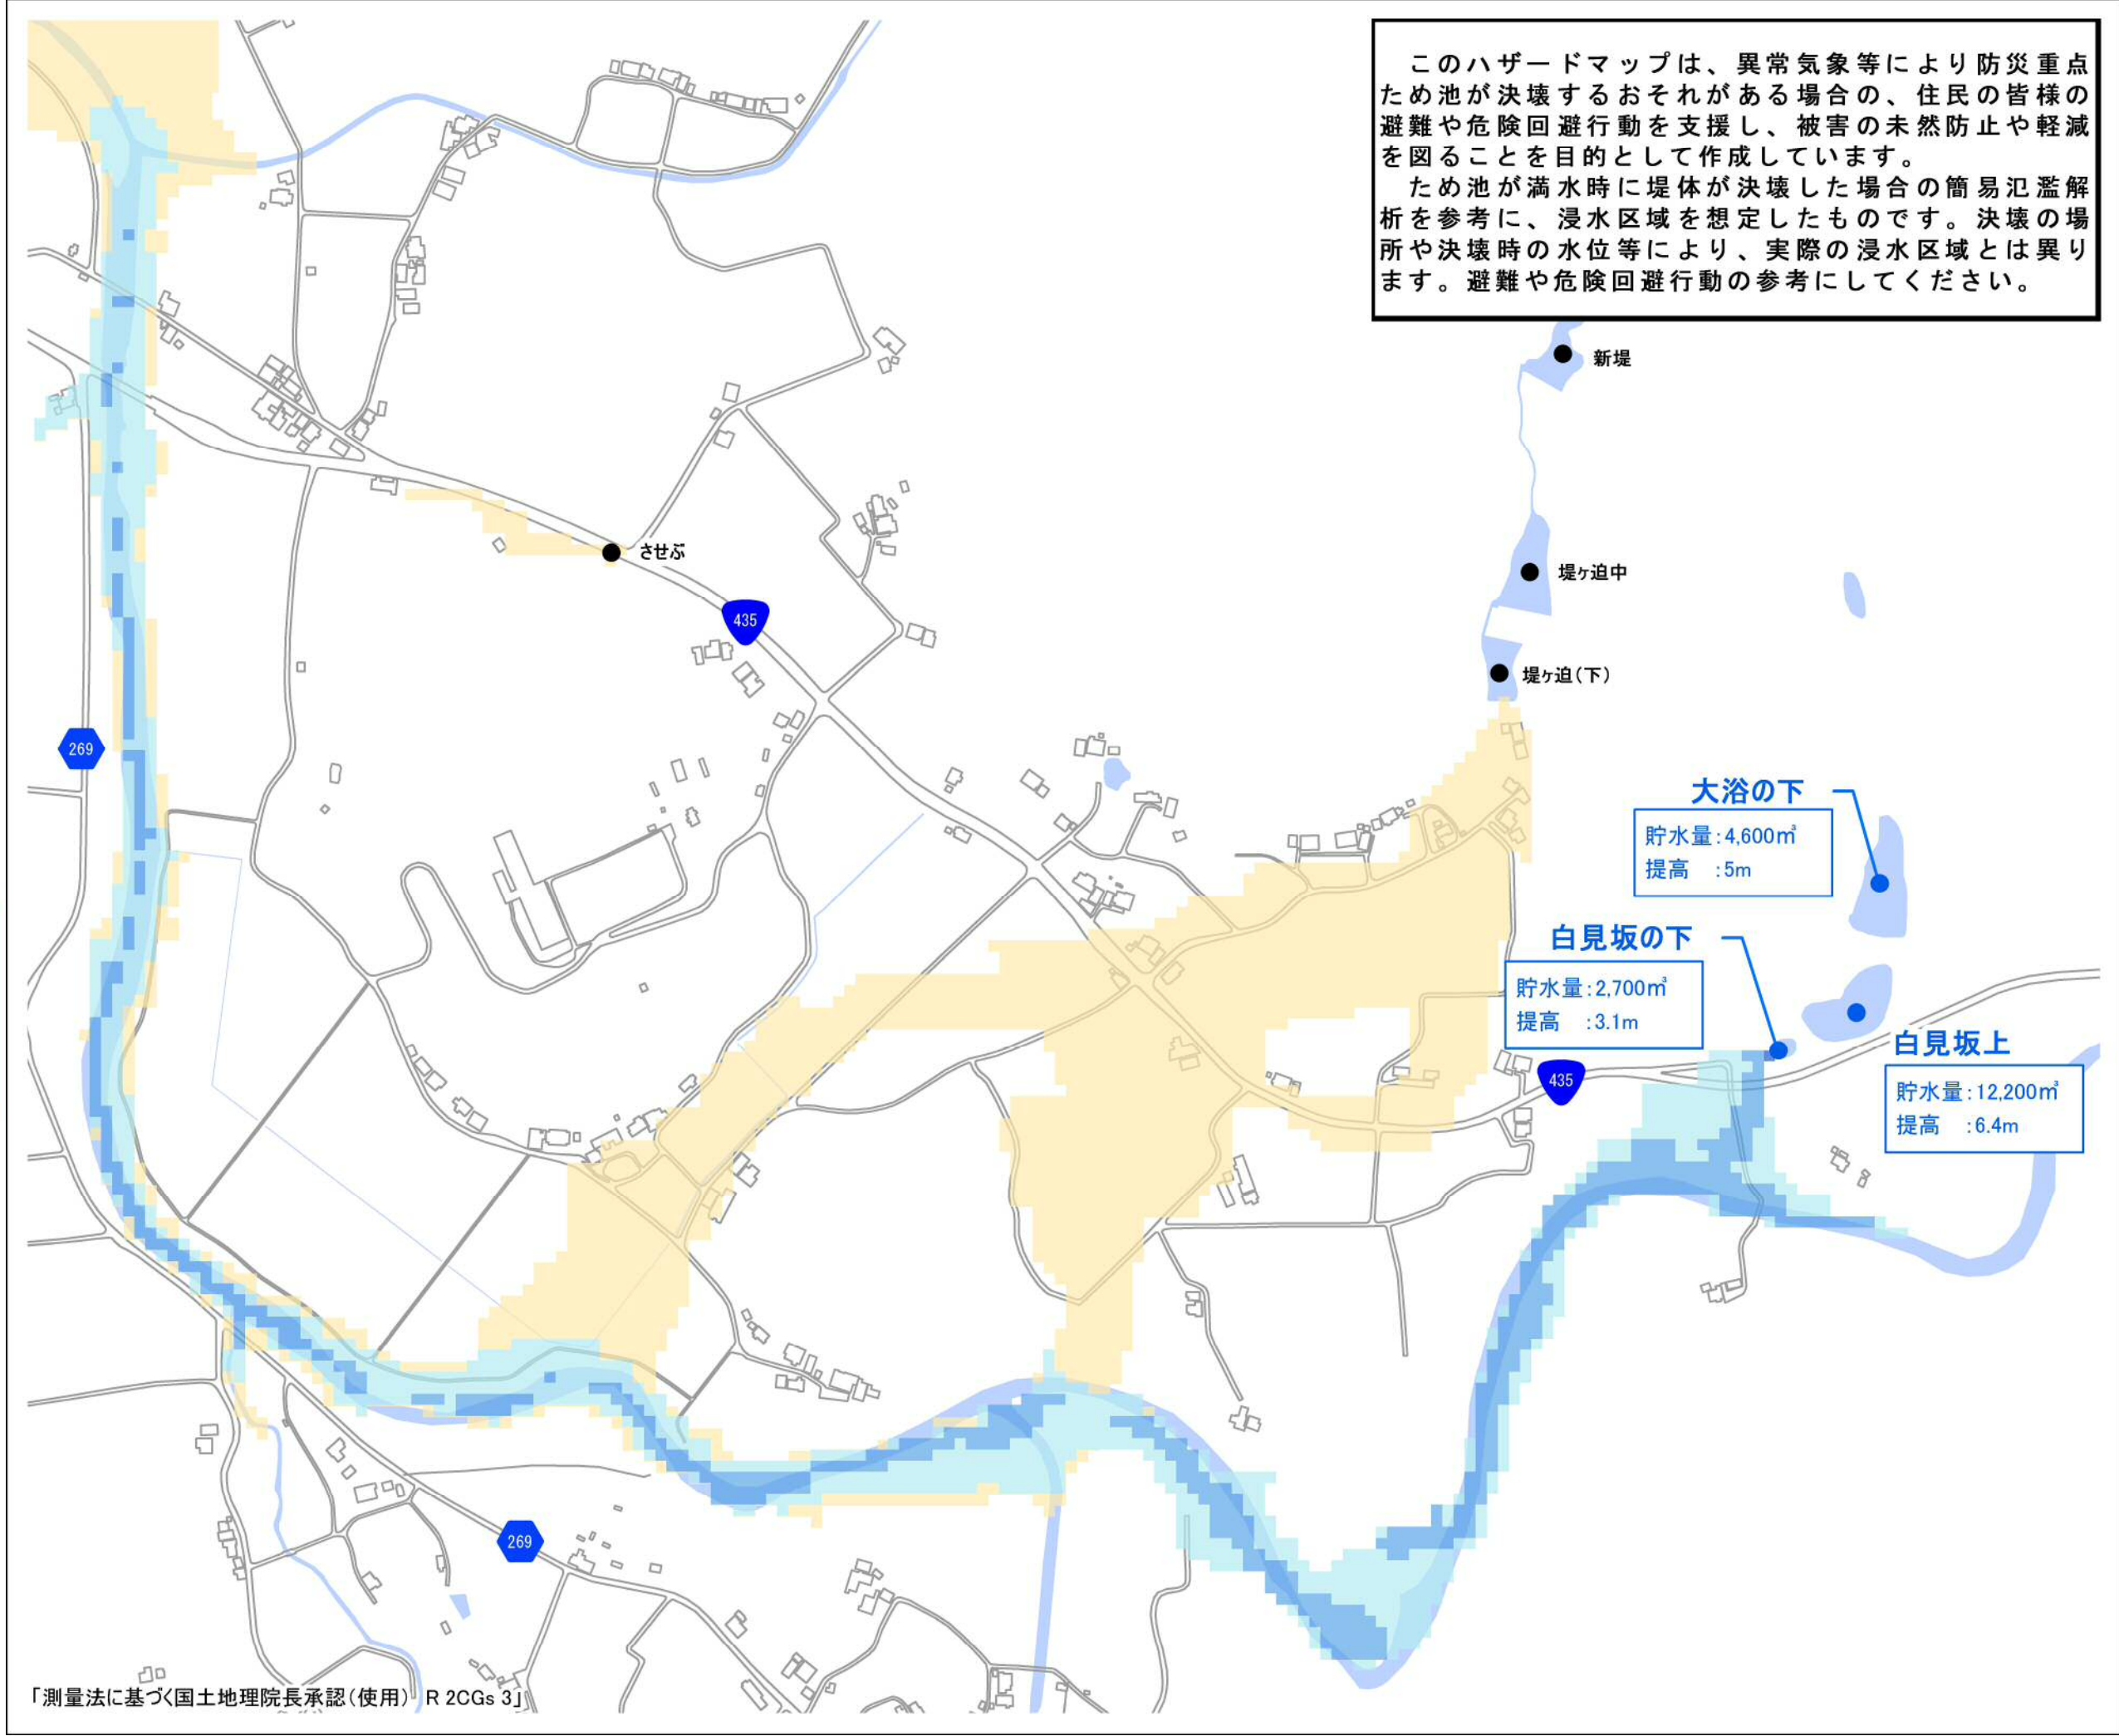 このハザードマップは、異常気象等により防災重点
ため池が決壊するおそれがある場合の、住民の皆様の
避難や危険回避行動を支援し、被害の未然防止や軽減
を図ることを目的として作成しています。
ため池が満水時に堤体が決壊した場合の簡易氾濫解
析を参考に、浸水区域を想定したものです。決壊の場
所や決壊時の水位等により、実際の浸水区域とは異り
ます。避難や危険回避行動の参考にしてください。
新堤
させぶ
堤ヶ迫中
435
堤ヶ迫(下)
269
大浴の下
貯水量:4,600㎥
提高 :5m
白見坂の下
貯水量:2,700㎥
提高 :3.1m
白見坂上
435
貯水量:12,200㎥
提高 :6.4m
269
「測量法に基づく国土地理院長承認(使用) R 2CGs 3」